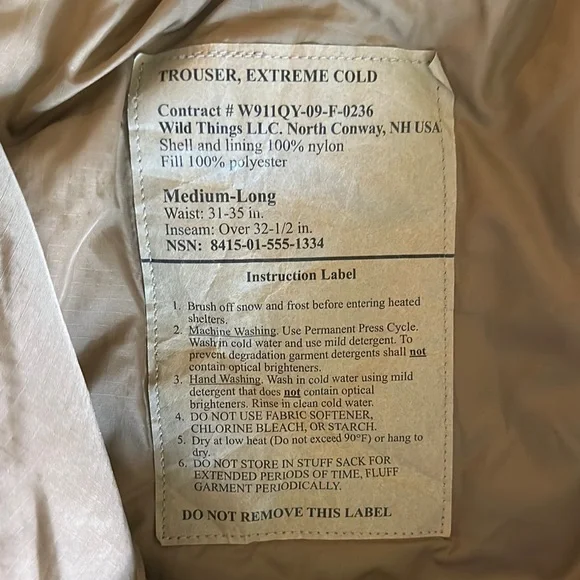 TROUSER, EXTREME COLD
Contract # W911QY-09-F-0236
Wild Things LLC. North Conway, NH USA
Shell and lining 100% nylon
Fill 100% polyester
Medium-Long
Waist: 31-35 in.
Inseam: Over 32-1/2 in.
NSN: 8415-01-555-1334
Instruction Label
1. Brush off snow and frost before entering heated
shelters.
2. Machine Washing. Use Permanent Press Cycle.
Wash in cold water and use mild detergent. To
prevent degradation garment detergents shall not
contain optical brighteners.
3. Hand Washing. Wash in cold water using mild
detergent that does not contain optical
brighteners. Rinse in clean cold water.
4. DO NOT USE FABRIC SOFTENER,
CHLORINE BLEACH, OR STARCH.
5. Dry at low heat (Do not exceed 90°F) or hang to
dry.
6. DO NOT STORE IN STUFF SACK FOR
EXTENDED PERIODS OF TIME, FLUFF
GARMENT PERIODICALLY.
DO NOT REMOVE THIS LABEL